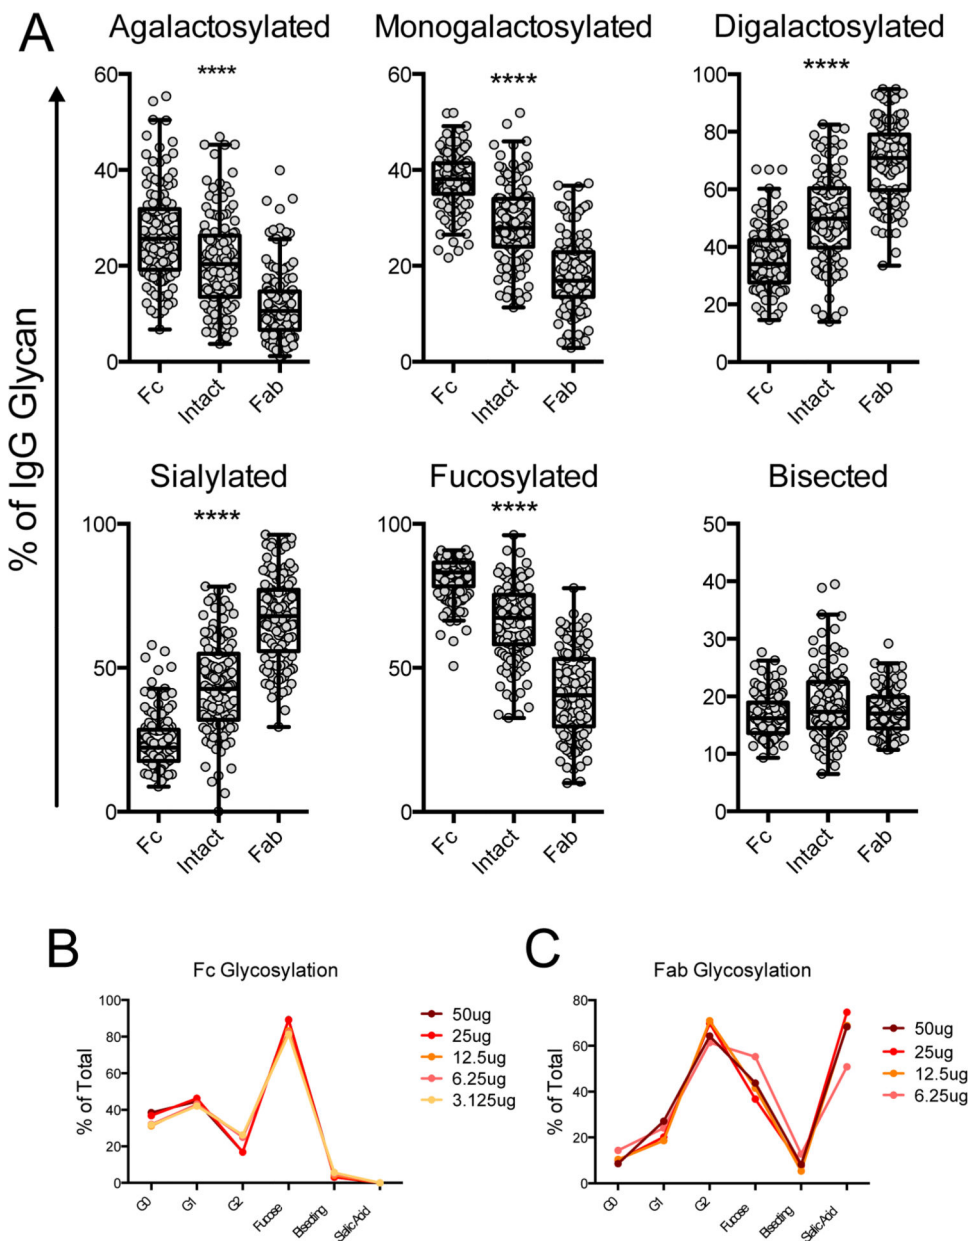 A
Agalactosylated
Monogalactosylated
Digalactosylated
% of IgG Glycan
****
****
****
60
40
20
0
60
40
20
0
100
80
60
40
20
0
Fc
Intact
Fab
Fc
Intact
Fab
Fc
Intact
Fab
Sialylated
Fucosylated
Bisected
****
****
100
50
0
100
50
0
50
40
30
20
10
0
Fc
Intact
Fab
Fc
Intact
Fab
Fc
Intact
Fab
B
Fc Glycosylation
% of Total
100
80
60
40
20
0
G0
G1
G2
Fucose
Bisecting
Sialic Acid
50ug
25ug
12.5ug
6.25ug
3.125ug
C
Fab Glycosylation
% of Total
80
60
40
20
0
G0
G1
G2
Fucose
Bisecting
Sialic Acid
50ug
25ug
12.5ug
6.25ug